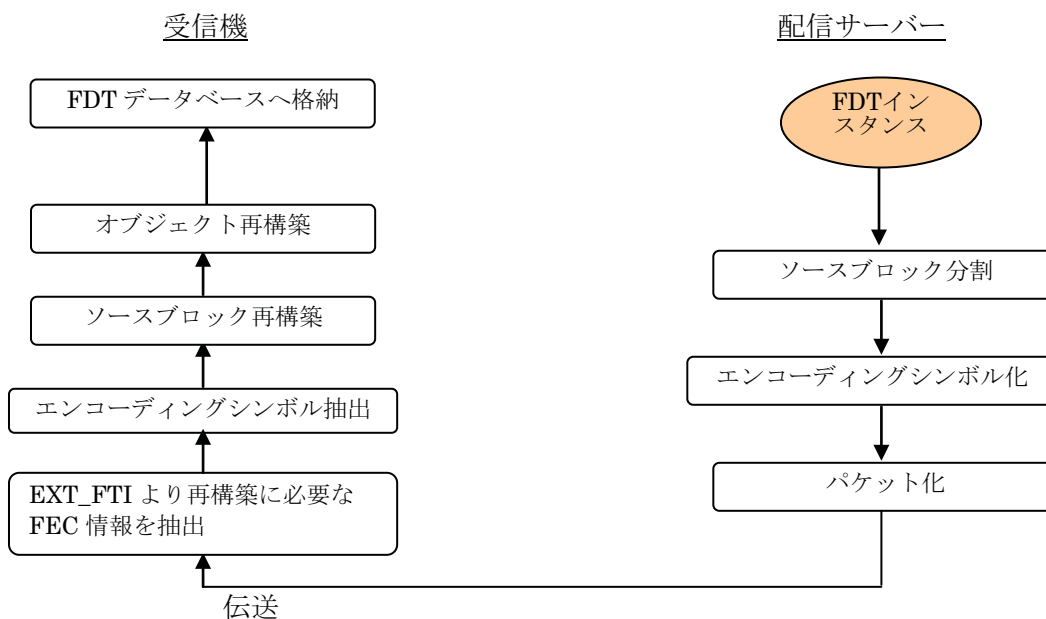 受信機
配信サーバー
FDT データベースへ格納
オブジェクト再構築
ソースブロック再構築
エンコーディングシンボル抽出
EXT_FTI より再構築に必要な
FEC 情報を抽出
FDTイン
スタンス
ソースブロック分割
エンコーディングシンボル化
パケット化
伝送